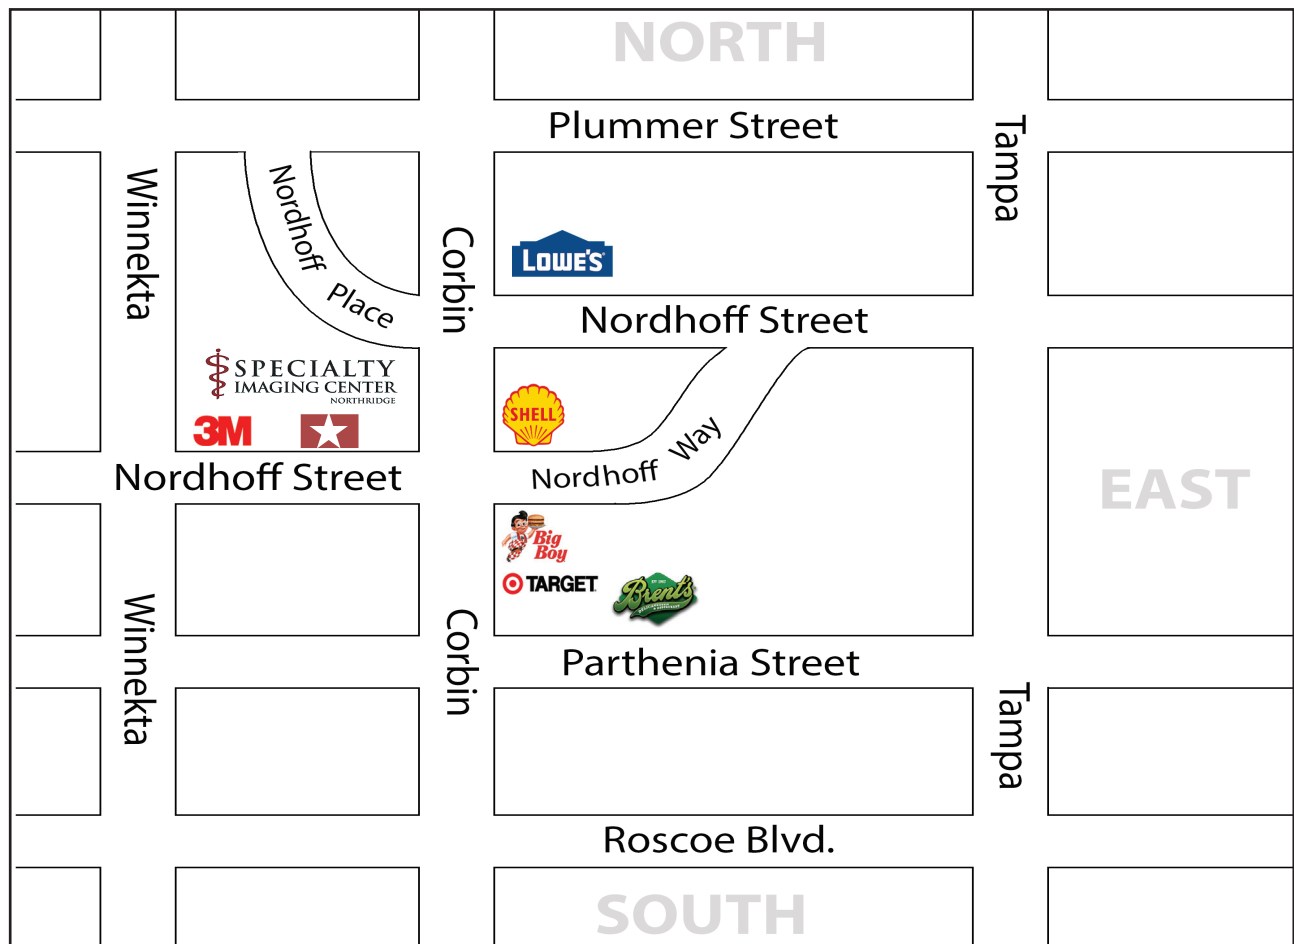 NORTH
Plummer Street
Tampa
Winnekta
Nordhoff
Place
Corbin
LOWE'S
Nordhoff Street
SPECIALTY
IMAGING CENTER
NORTHRIDGE
SHELL
3M
Way
Nordhoff
Nordhoff Street
EAST
Big
Boy
TARGET
Brent's
Winnekta
Corbin
Parthenia Street
Tampa
Roscoe Blvd.
SOUTH